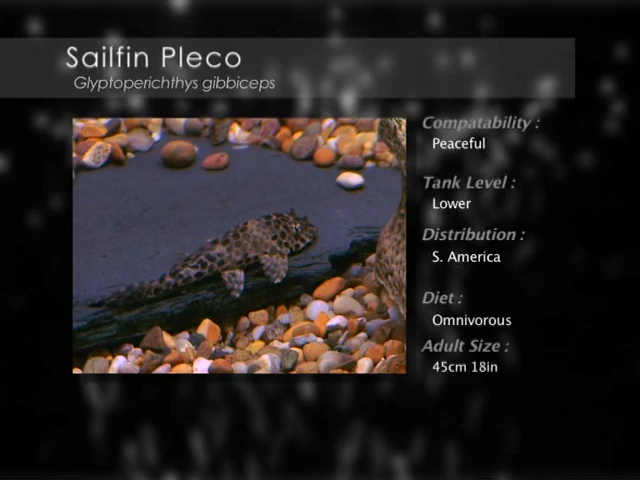 Sailfin Pleco
Glyptoperichthys gibbiceps
Compatability :
Peaceful
Tank Level :
Lower
Distribution :
S. America
Diet :
Omnivorous
Adult Size :
45cm 18in